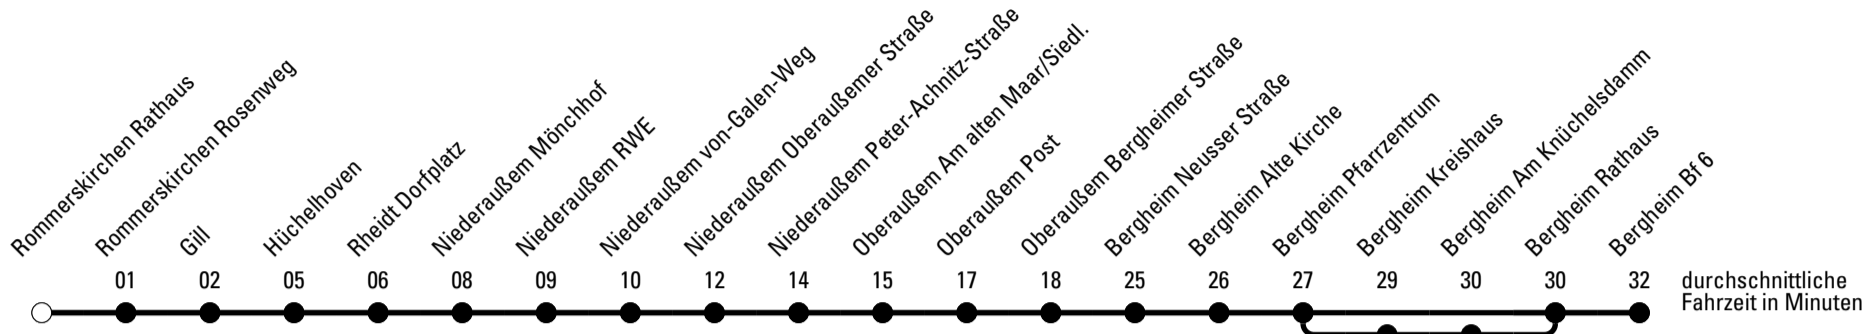 Rommerskirchen Rathaus
Rommerskirchen Rosenweg
Gill
Hüchelhoven
Rheidt Dorfplatz
Niederaußem Mönchhof
Niederaußem RWE
Niederaußem von-Galen-Weg
Niederaußem Oberaußemer Straße
Niederaußem Peter-Achnitz-Straße
Oberaußem Am alten Maar/Siedl.
Oberaußem Post
Oberaußem Bergheimer Straße
Bergheim Neusser Straße
Bergheim Alte Kirche
Bergheim Pfarrzentrum
Bergheim Kreishaus
Bergheim Am Knüchelsdamm
Bergheim Rathaus
Bergheim Bf 6
01 02 05 06 08 09 10 12 14 15 17 18 25 26 27 29 30 30 32
durchschnittliche
Fahrzeit in Minuten